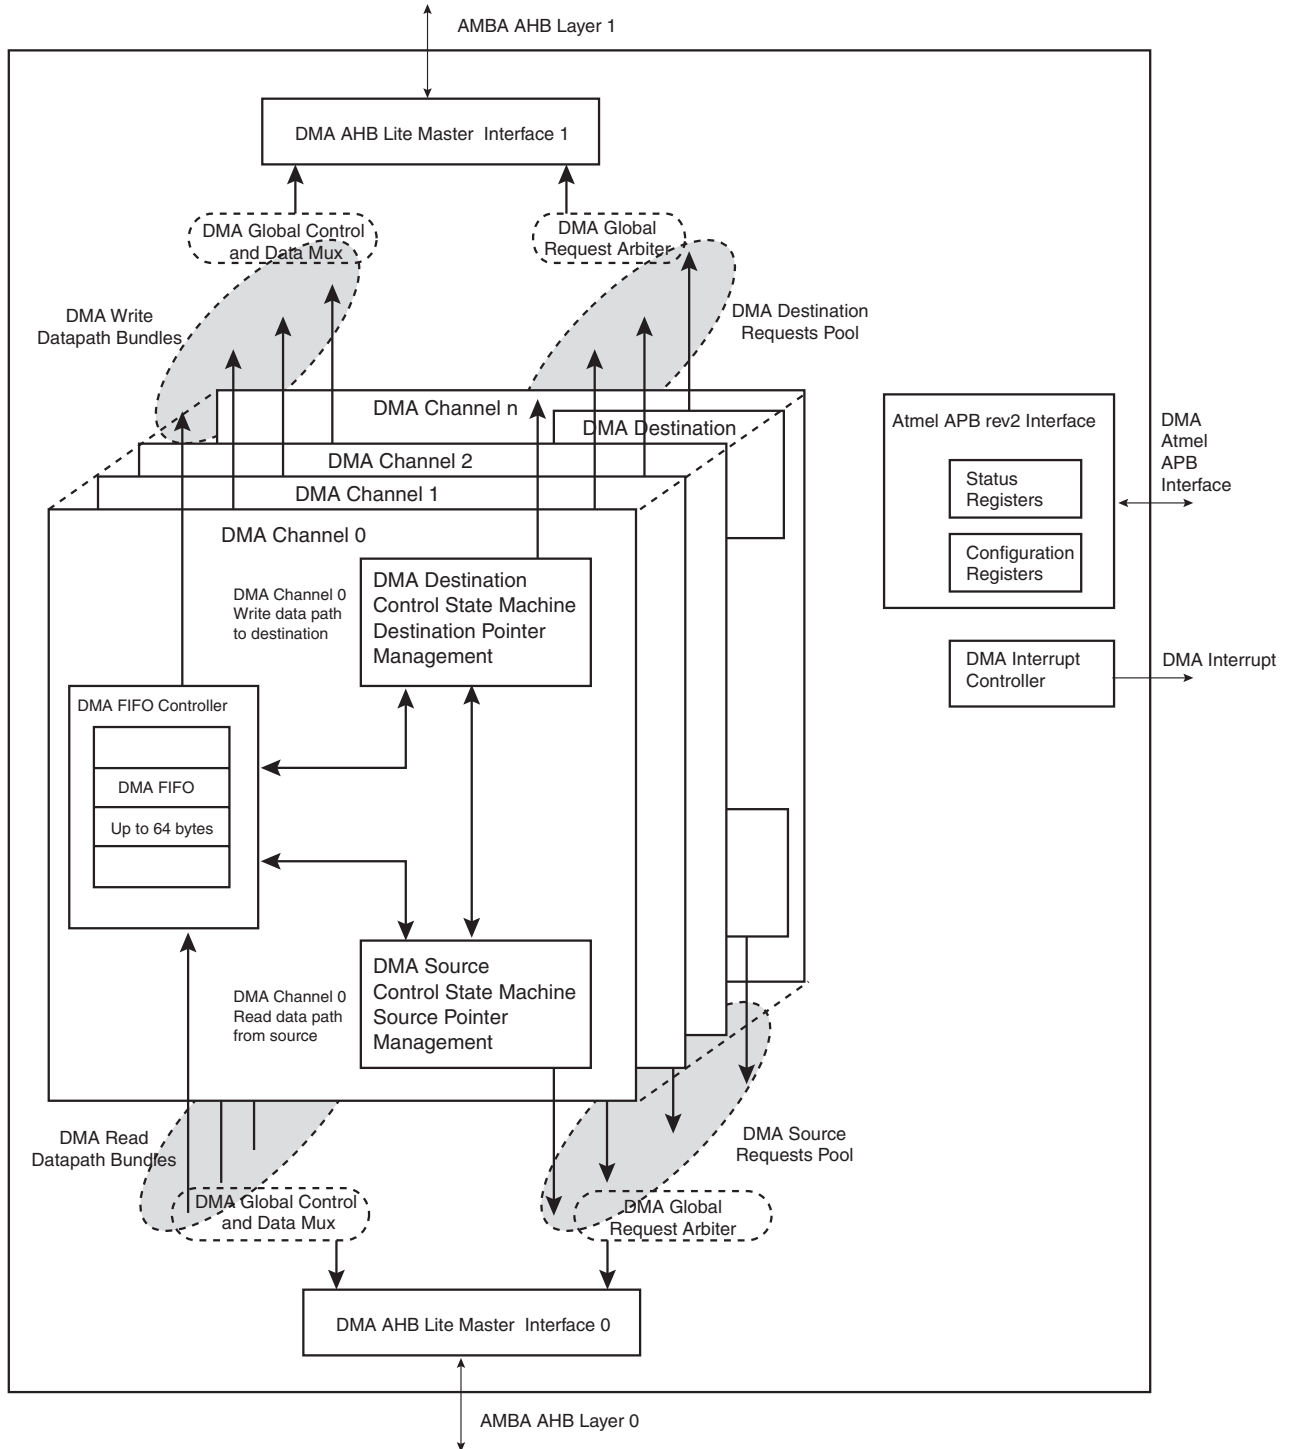 AMBA AHB Layer 1
DMA AHB Lite Master Interface 1
DMA Global Control
and Data Mux
DMA Global
Request Arbiter
DMA Write
Datapath Bundles
DMA Destination
Requests Pool
DMA Channel n
DMA Destination
DMA Channel 2
DMA Channel 1
DMA Channel 0
Atmel APB rev2 Interface
Status
Registers
Configuration
Registers
DMA
Atmel
APB
Interface
DMA Interrupt
Controller
DMA Interrupt
DMA Channel 0
Write data path
to destination
DMA Destination
Control State Machine
Destination Pointer
Management
DMA FIFO Controller
DMA FIFO
Up to 64 bytes
DMA Channel 0
Read data path
from source
DMA Source
Control State Machine
Source Pointer
Management
DMA Read
Datapath Bundles
DMA Source
Requests Pool
DMA Global Control
and Data Mux
DMA Global
Request Arbiter
DMA AHB Lite Master Interface 0
AMBA AHB Layer 0